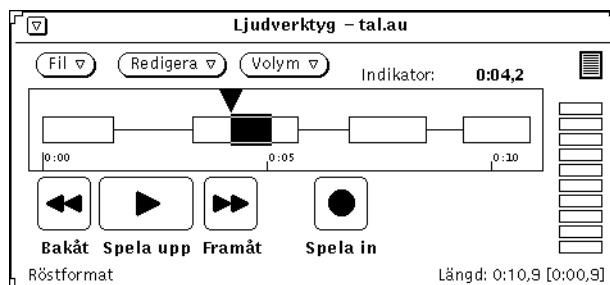 Ljudverktyg – tal.au
Fil Redigera Volym Indikator: 0:04,2
0:00 0:05 0:10
Bakåt Spela upp Framåt Spela in
Röstformat Längd: 0:10,9 [0:00,9]